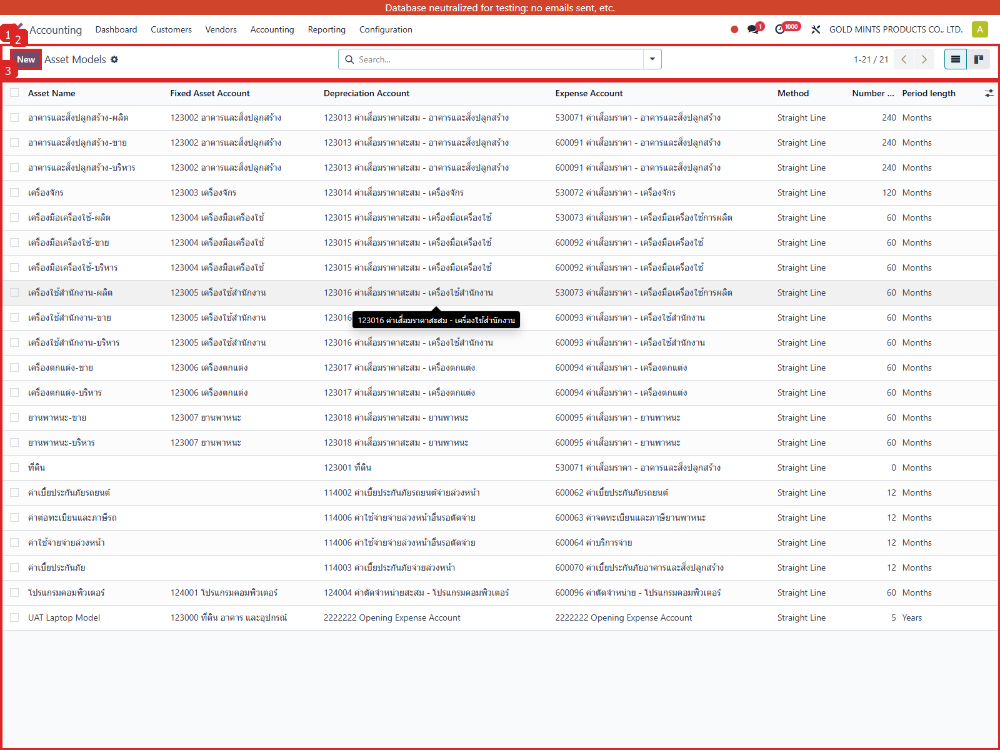 Database neutralized for testing: no emails sent, etc.
1 2 Accounting Dashboard Customers Vendors Accounting Reporting Configuration 1 1000 GOLD MINTS PRODUCTS CO., LTD. A
3 New Asset Models Search... 1-21 / 21
Asset Name Fixed Asset Account Depreciation Account Expense Account Method Number ... Period length
อาคารและสิ่งปลูกสร้าง-ผลิต 123002 อาคารและสิ่งปลูกสร้าง 123013 ค่าเสื่อมราคาสะสม - อาคารและสิ่งปลูกสร้าง 530071 ค่าเสื่อมราคา - อาคารและสิ่งปลูกสร้าง Straight Line 240 Months
อาคารและสิ่งปลูกสร้าง-ขาย 123002 อาคารและสิ่งปลูกสร้าง 123013 ค่าเสื่อมราคาสะสม - อาคารและสิ่งปลูกสร้าง 600091 ค่าเสื่อมราคา - อาคารและสิ่งปลูกสร้าง Straight Line 240 Months
อาคารและสิ่งปลูกสร้าง-บริหาร 123002 อาคารและสิ่งปลูกสร้าง 123013 ค่าเสื่อมราคาสะสม - อาคารและสิ่งปลูกสร้าง 600091 ค่าเสื่อมราคา - อาคารและสิ่งปลูกสร้าง Straight Line 240 Months
เครื่องจักร 123003 เครื่องจักร 123014 ค่าเสื่อมราคาสะสม - เครื่องจักร 530072 ค่าเสื่อมราคา - เครื่องจักร Straight Line 120 Months
เครื่องมือเครื่องใช้-ผลิต 123004 เครื่องมือเครื่องใช้ 123015 ค่าเสื่อมราคาสะสม - เครื่องมือเครื่องใช้ 530073 ค่าเสื่อมราคา - เครื่องมือเครื่องใช้การผลิต Straight Line 60 Months
เครื่องมือเครื่องใช้-ขาย 123004 เครื่องมือเครื่องใช้ 123015 ค่าเสื่อมราคาสะสม - เครื่องมือเครื่องใช้ 600092 ค่าเสื่อมราคา - เครื่องมือเครื่องใช้ Straight Line 60 Months
เครื่องมือเครื่องใช้-บริหาร 123004 เครื่องมือเครื่องใช้ 123015 ค่าเสื่อมราคาสะสม - เครื่องมือเครื่องใช้ 600092 ค่าเสื่อมราคา - เครื่องมือเครื่องใช้ Straight Line 60 Months
เครื่องใช้สำนักงาน-ผลิต 123005 เครื่องใช้สำนักงาน 123016 ค่าเสื่อมราคาสะสม - เครื่องใช้สำนักงาน 530073 ค่าเสื่อมราคา - เครื่องมือเครื่องใช้การผลิต Straight Line 60 Months
เครื่องใช้สำนักงาน-ขาย 123005 เครื่องใช้สำนักงาน 123016 600093 ค่าเสื่อมราคา - เครื่องใช้สำนักงาน Straight Line 60 Months
123016 ค่าเสื่อมราคาสะสม - เครื่องใช้สำนักงาน
เครื่องใช้สำนักงาน-บริหาร 123005 เครื่องใช้สำนักงาน 123016 ค่าเสื่อมราคาสะสม - เครื่องใช้สำนักงาน 600093 ค่าเสื่อมราคา - เครื่องใช้สำนักงาน Straight Line 60 Months
เครื่องตกแต่ง-ขาย 123006 เครื่องตกแต่ง 123017 ค่าเสื่อมราคาสะสม - เครื่องตกแต่ง 600094 ค่าเสื่อมราคา - เครื่องตกแต่ง Straight Line 60 Months
เครื่องตกแต่ง-บริหาร 123006 เครื่องตกแต่ง 123017 ค่าเสื่อมราคาสะสม - เครื่องตกแต่ง 600094 ค่าเสื่อมราคา - เครื่องตกแต่ง Straight Line 60 Months
ยานพาหนะ-ขาย 123007 ยานพาหนะ 123018 ค่าเสื่อมราคาสะสม - ยานพาหนะ 600095 ค่าเสื่อมราคา - ยานพาหนะ Straight Line 60 Months
ยานพาหนะ-บริหาร 123007 ยานพาหนะ 123018 ค่าเสื่อมราคาสะสม - ยานพาหนะ 600095 ค่าเสื่อมราคา - ยานพาหนะ Straight Line 60 Months
ที่ดิน 123001 ที่ดิน 530071 ค่าเสื่อมราคา - อาคารและสิ่งปลูกสร้าง Straight Line 0 Months
ค่าเบี้ยประกันภัยรถยนต์ 114002 ค่าเบี้ยประกันภัยรถยนต์จ่ายล่วงหน้า 600062 ค่าเบี้ยประกันภัยรถยนต์ Straight Line 12 Months
ค่าต่อทะเบียนและภาษีรถ 114006 ค่าใช้จ่ายจ่ายล่วงหน้าอื่นรอตัดจ่าย 600063 ค่าจดทะเบียนและภาษียานพาหนะ Straight Line 12 Months
ค่าใช้จ่ายจ่ายล่วงหน้า 114006 ค่าใช้จ่ายจ่ายล่วงหน้าอื่นรอตัดจ่าย 600064 ค่าบริการจ่าย Straight Line 12 Months
ค่าเบี้ยประกันภัย 114003 ค่าเบี้ยประกันภัยจ่ายล่วงหน้า 600070 ค่าเบี้ยประกันภัยอาคารและสิ่งปลูกสร้าง Straight Line 12 Months
โปรแกรมคอมพิวเตอร์ 124001 โปรแกรมคอมพิวเตอร์ 124004 ค่าตัดจำหน่ายสะสม - โปรแกรมคอมพิวเตอร์ 600096 ค่าตัดจำหน่าย - โปรแกรมคอมพิวเตอร์ Straight Line 60 Months
UAT Laptop Model 123000 ที่ดิน อาคาร และอุปกรณ์ 2222222 Opening Expense Account 2222222 Opening Expense Account Straight Line 5 Years